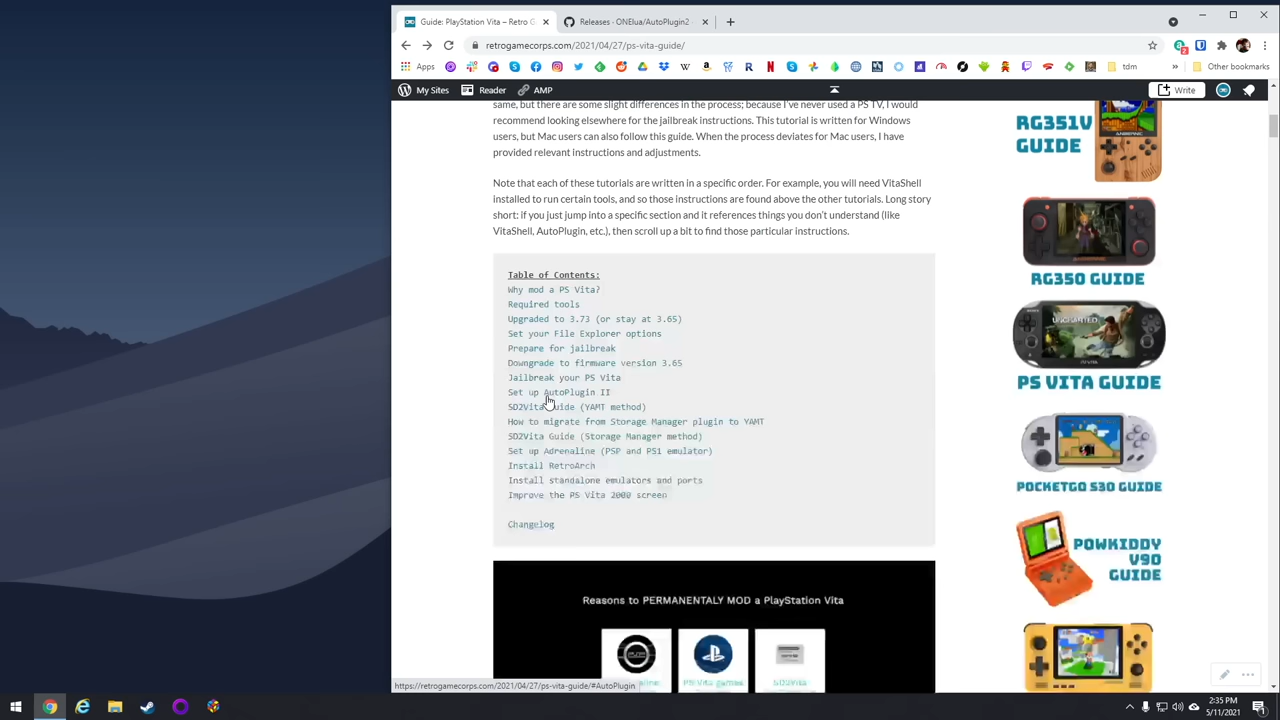 Guide: PlayStation Vita – Retro G
Releases · ONElua/AutoPlugin2
retrogamecorps.com/2021/04/27/ps-vita-guide/
Apps
tdm
Other bookmarks
My Sites
Reader
AMP
Write
same, but there are some slight differences in the process; because I've never used a PS TV, I would
recommend looking elsewhere for the jailbreak instructions. This tutorial is written for Windows
users, but Mac users can also follow this guide. When the process deviates for Mac users, I have
provided relevant instructions and adjustments.
Note that each of these tutorials are written in a specific order. For example, you will need VitaShell
installed to run certain tools, and so those instructions are found above the other tutorials. Long story
short: if you just jump into a specific section and it references things you don't understand (like
VitaShell, AutoPlugin, etc.), then scroll up a bit to find those particular instructions.
Table of Contents:
Why mod a PS Vita?
Required tools
Upgraded to 3.73 (or stay at 3.65)
Set your File Explorer options
Prepare for jailbreak
Downgrade to firmware version 3.65
Jailbreak your PS Vita
Set up AutoPlugin II
SD2Vita Guide (YAMT method)
How to migrate from Storage Manager plugin to YAMT
SD2Vita Guide (Storage Manager method)
Set up Adrenaline (PSP and PS1 emulator)
Install RetroArch
Install standalone emulators and ports
Improve the PS Vita 2000 screen
Changelog
Reasons to PERMANENTALY MOD a PlayStation Vita
PS Vita games
SD2Vita
RG351V
GUIDE
RG350 GUIDE
UNCHARTED
PS VITA GUIDE
POCKETGO S30 GUIDE
POWKIDDY
V90
GUIDE
https://retrogamecorps.com/2021/04/27/ps-vita-guide/#AutoPlugin
2:35 PM
5/11/2021